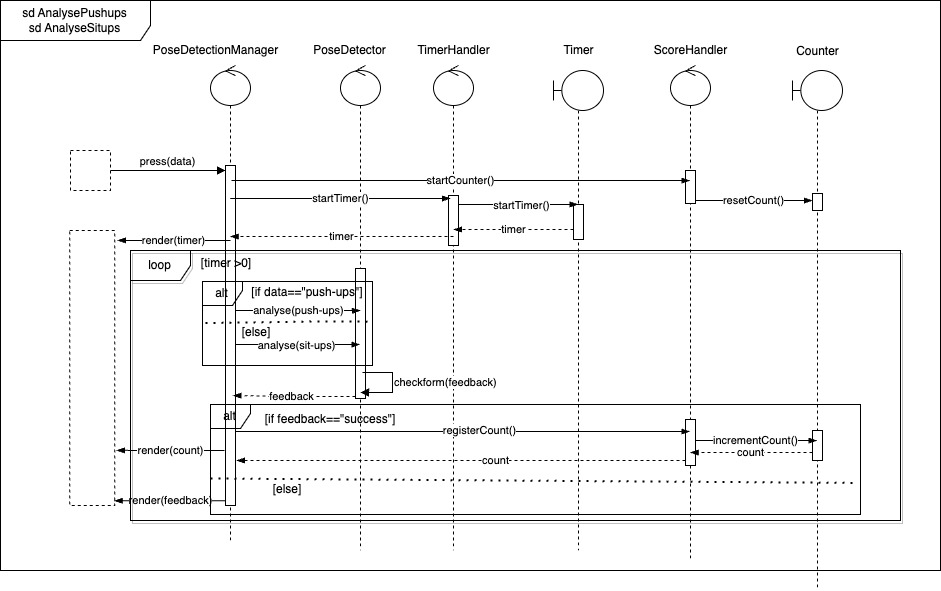 sd AnalysePushups
sd AnalyseSitups
PoseDetectionManager
PoseDetector
TimerHandler
Timer
ScoreHandler
Counter
press(data)
startCounter()
startTimer()
startTimer()
resetCount()
timer
timer
render(timer)
loop
[timer >0]
alt
[if data=="push-ups"]
analyse(push-ups)
[else]
analyse(sit-ups)
checkform(feedback)
feedback
alt
[if feedback=="success"]
registerCount()
incrementCount()
count
render(count)
count
[else]
render(feedback)